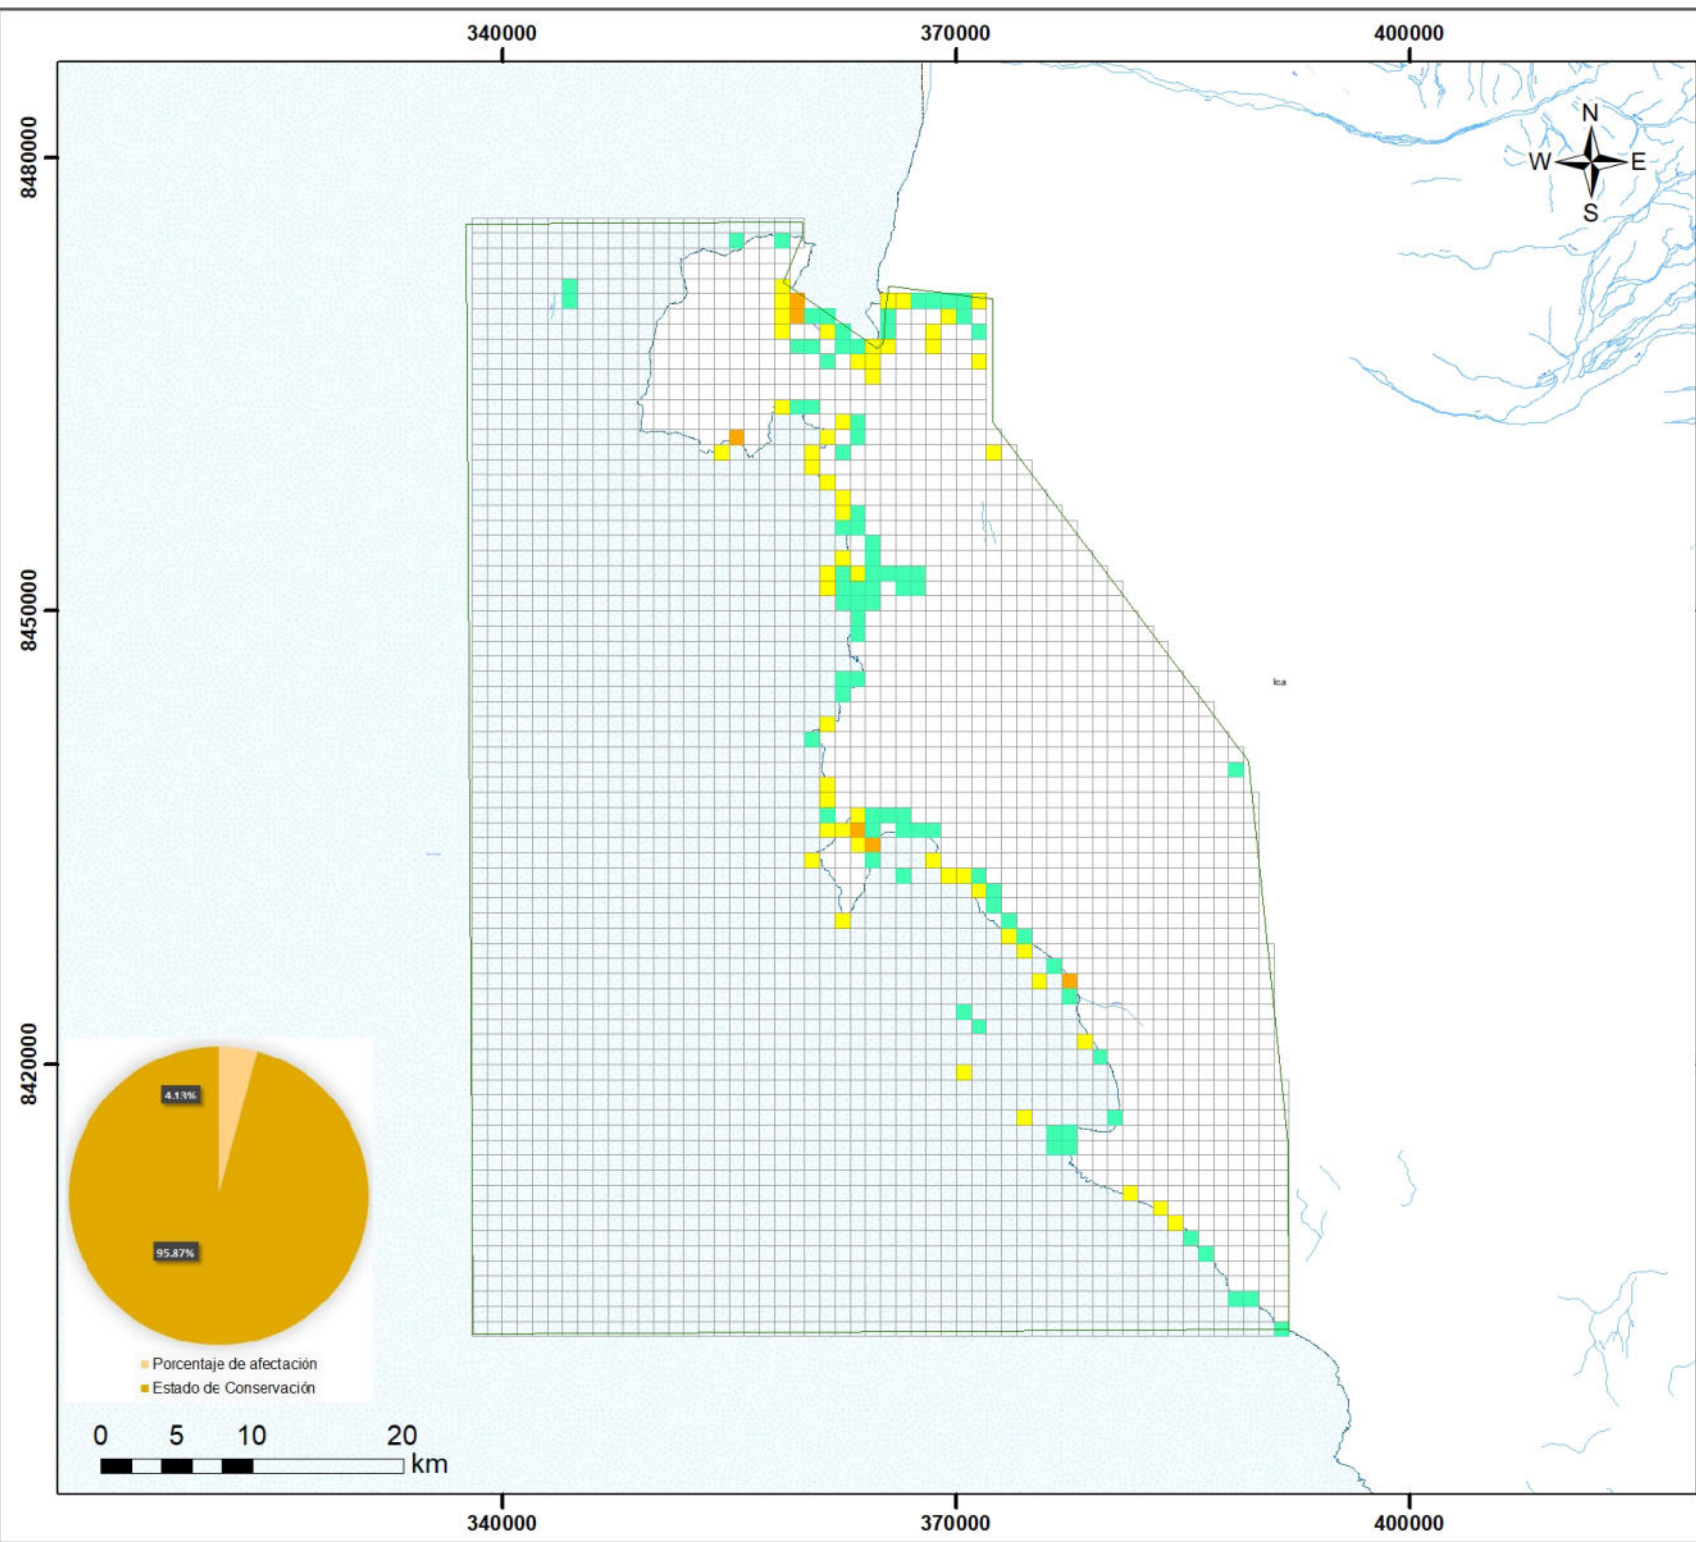 340000 370000 400000
8480000
N
W E
S
8450000
Ica
8420000
4.13%
95.87%
Porcentaje de afectación
Estado de Conservación
0 5 10 20
km
340000 370000 400000